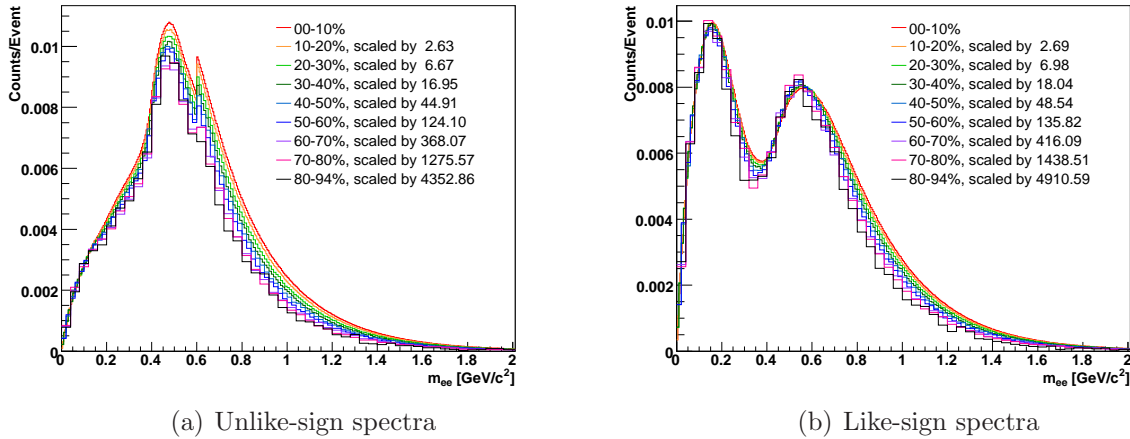 Counts/Event
0.01
0.008
0.006
0.004
0.002
0
00-10%
10-20%, scaled by 2.63
20-30%, scaled by 6.67
30-40%, scaled by 16.95
40-50%, scaled by 44.91
50-60%, scaled by 124.10
60-70%, scaled by 368.07
70-80%, scaled by 1275.57
80-94%, scaled by 4352.86
0 0.2 0.4 0.6 0.8 1 1.2 1.4 1.6 1.8 2
m_ee [GeV/c²]
(a) Unlike-sign spectra
Counts/Event
0.01
0.008
0.006
0.004
0.002
0
00-10%
10-20%, scaled by 2.69
20-30%, scaled by 6.98
30-40%, scaled by 18.04
40-50%, scaled by 48.54
50-60%, scaled by 135.82
60-70%, scaled by 416.09
70-80%, scaled by 1438.51
80-94%, scaled by 4910.59
0 0.2 0.4 0.6 0.8 1 1.2 1.4 1.6 1.8 2
m_ee [GeV/c²]
(b) Like-sign spectra